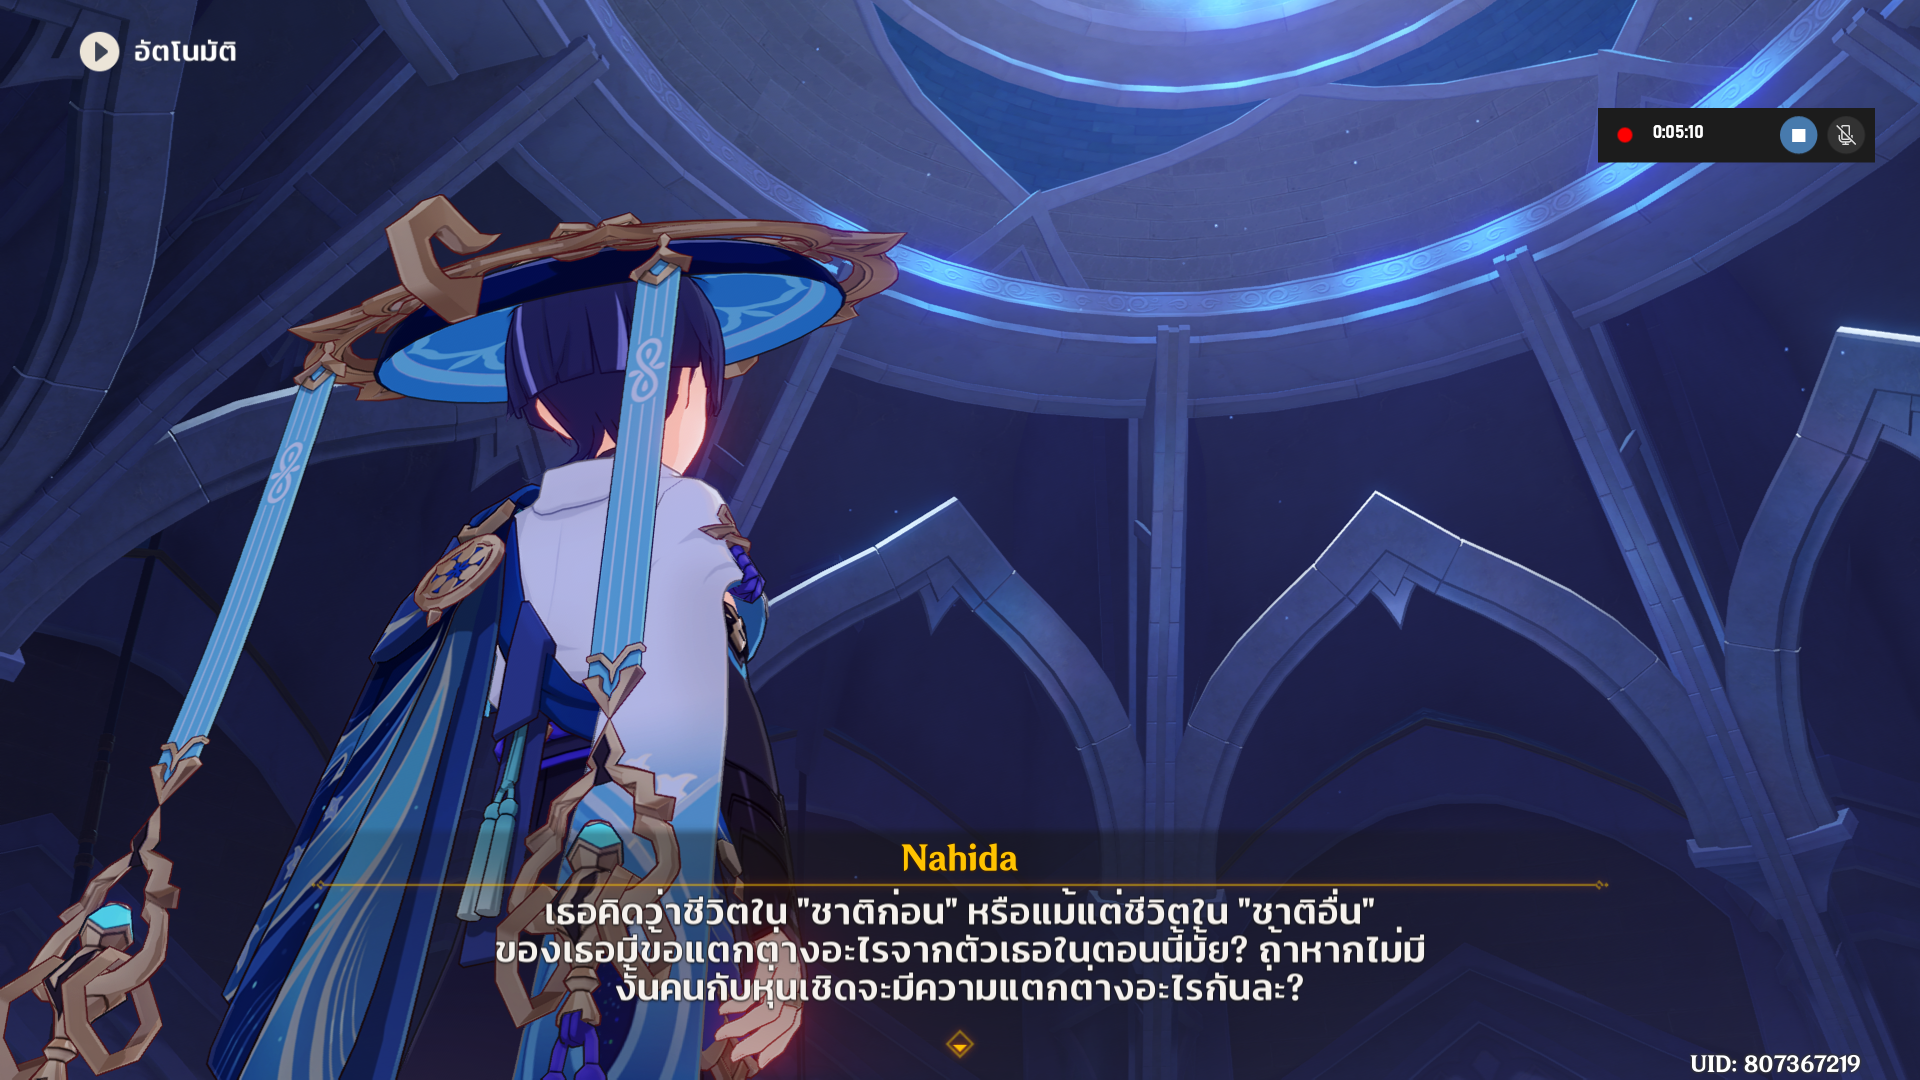 อัตโนมัติ
0:05:10
Nahida
เธอคิดว่าชีวิตใน "ชาติก่อน" หรือแม้แต่ชีวิตใน "ชาติอื่น"
ของเธอมีข้อแตกต่างอะไรจากตัวเธอในตอนนี้มั้ย? ถ้าหากไม่มี
งั้นคนกับหุ่นเชิดจะมีความแตกต่างอะไรกันล่ะ?
UID: 807367219